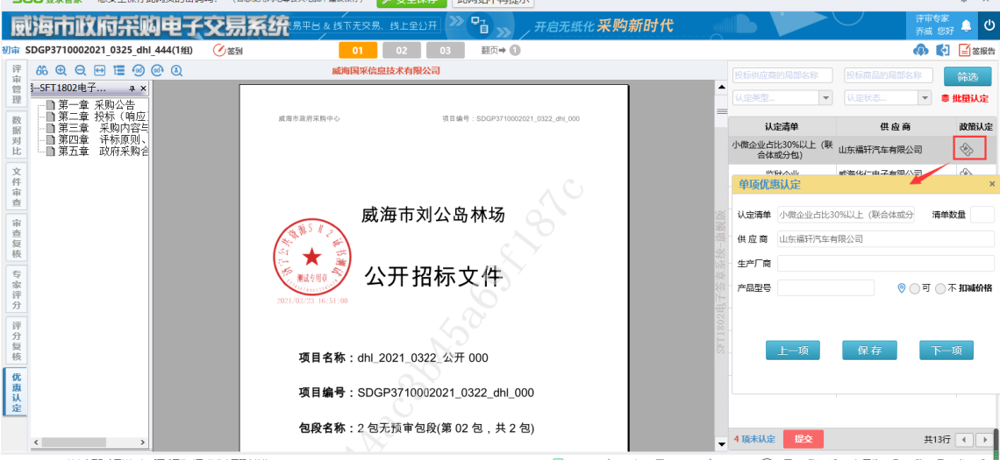 威海市政府采购电子交易系统
易平台 & 线下无交易、线上全公开
开启无纸化 采购新时代
评审专家
乔威 您好
初审 SDGP3710002021_0325_dhl_444(1组)
签到
01
02
03
翻页 1
签报告
评审管理
数据对比
文件审查
审查复核
专家评分
评分复核
优惠认定
威海国采信息技术有限公司
--SFT1802电子...
第一章 采购公告
第二章 投标（响应
第三章 采购内容与
第四章 评标原则、
第五章 政府采购合
威海市政府采购中心
项目编号：SDGP3710002021_0322_dhl_000
威海市刘公岛林场
公开招标文件
测试专用章
2021/03/23 16:51:00
项目名称：dhl_2021_0322_公开 000
项目编号：SDGP3710002021_0322_dhl_000
包段名称：2 包无预审包段(第 02 包，共 2 包)
投标供应商的局部名称
投标商品的局部名称
筛选
认定类型...
认定状态...
批量认定
认定清单
供 应 商
政策认定
小微企业占比30%以上（联合体或分包）
山东福轩汽车有限公司
监狱企业
威海华仁电子有限公司
单项优惠认定
×
认定清单
小微企业占比30%以上（联合体或分
清单数量
供 应 商
山东福轩汽车有限公司
生产厂商
产品型号
可
不
扣减价格
上一项
保 存
下一项
4 项未认定
提交
共13行